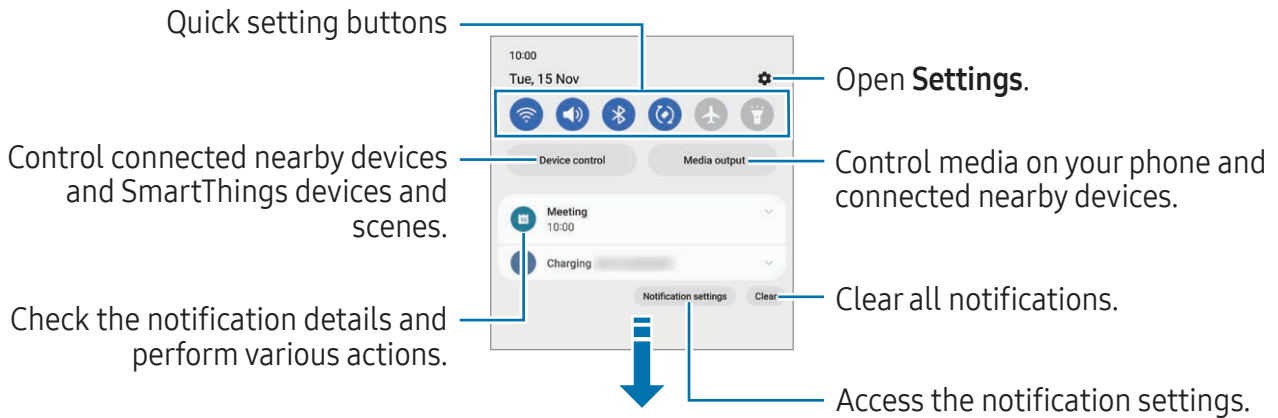 Quick setting buttons
10:00
Tue, 15 Nov
Open Settings.
Control connected nearby devices
and SmartThings devices and
scenes.
Device control
Media output
Control media on your phone and
connected nearby devices.
Meeting
10:00
Charging
Notification settings
Clear
Clear all notifications.
Check the notification details and
perform various actions.
Access the notification settings.